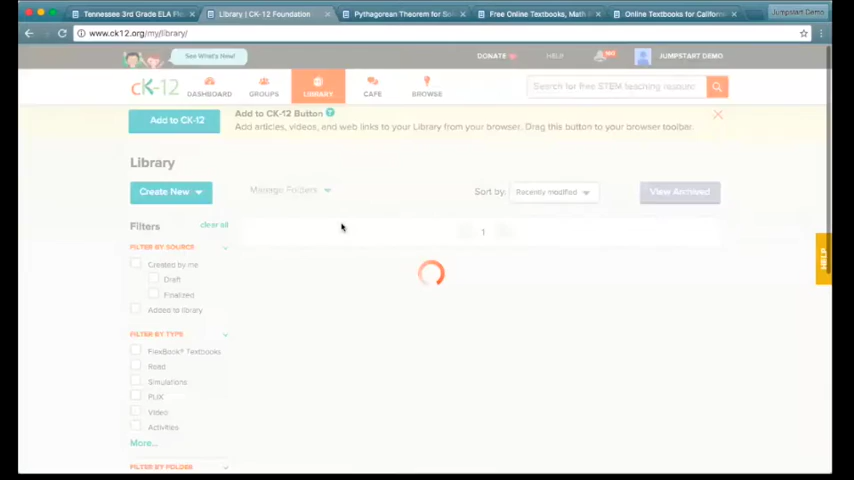 Tennessee 3rd Grade ELA Fl
Library | CK-12 Foundation
Pythagorean Theorem for So
Free Online Textbooks, Math
Online Textbooks for Califor
Jumpstart Demo
www.ck12.org/my/library/
See What's New!
DONATE
HELP
JUMPSTART DEMO
cK-12
DASHBOARD
GROUPS
LIBRARY
CAFE
BROWSE
Search for free STEM teaching resourc
Add to CK-12
Add to CK-12 Button
Add articles, videos, and web links to your Library from your browser. Drag this button to your browser toolbar.
Library
Create New
Manage Folders
Sort by:
Recently modified
View Archived
Filters
clear all
1
FILTER BY SOURCE
Created by me
Draft
Finalized
Added to library
HELP
FILTER BY TYPE
FlexBook® Textbooks
Read
Simulations
PLIX
Video
Activities
More...
FILTER BY FOLDER